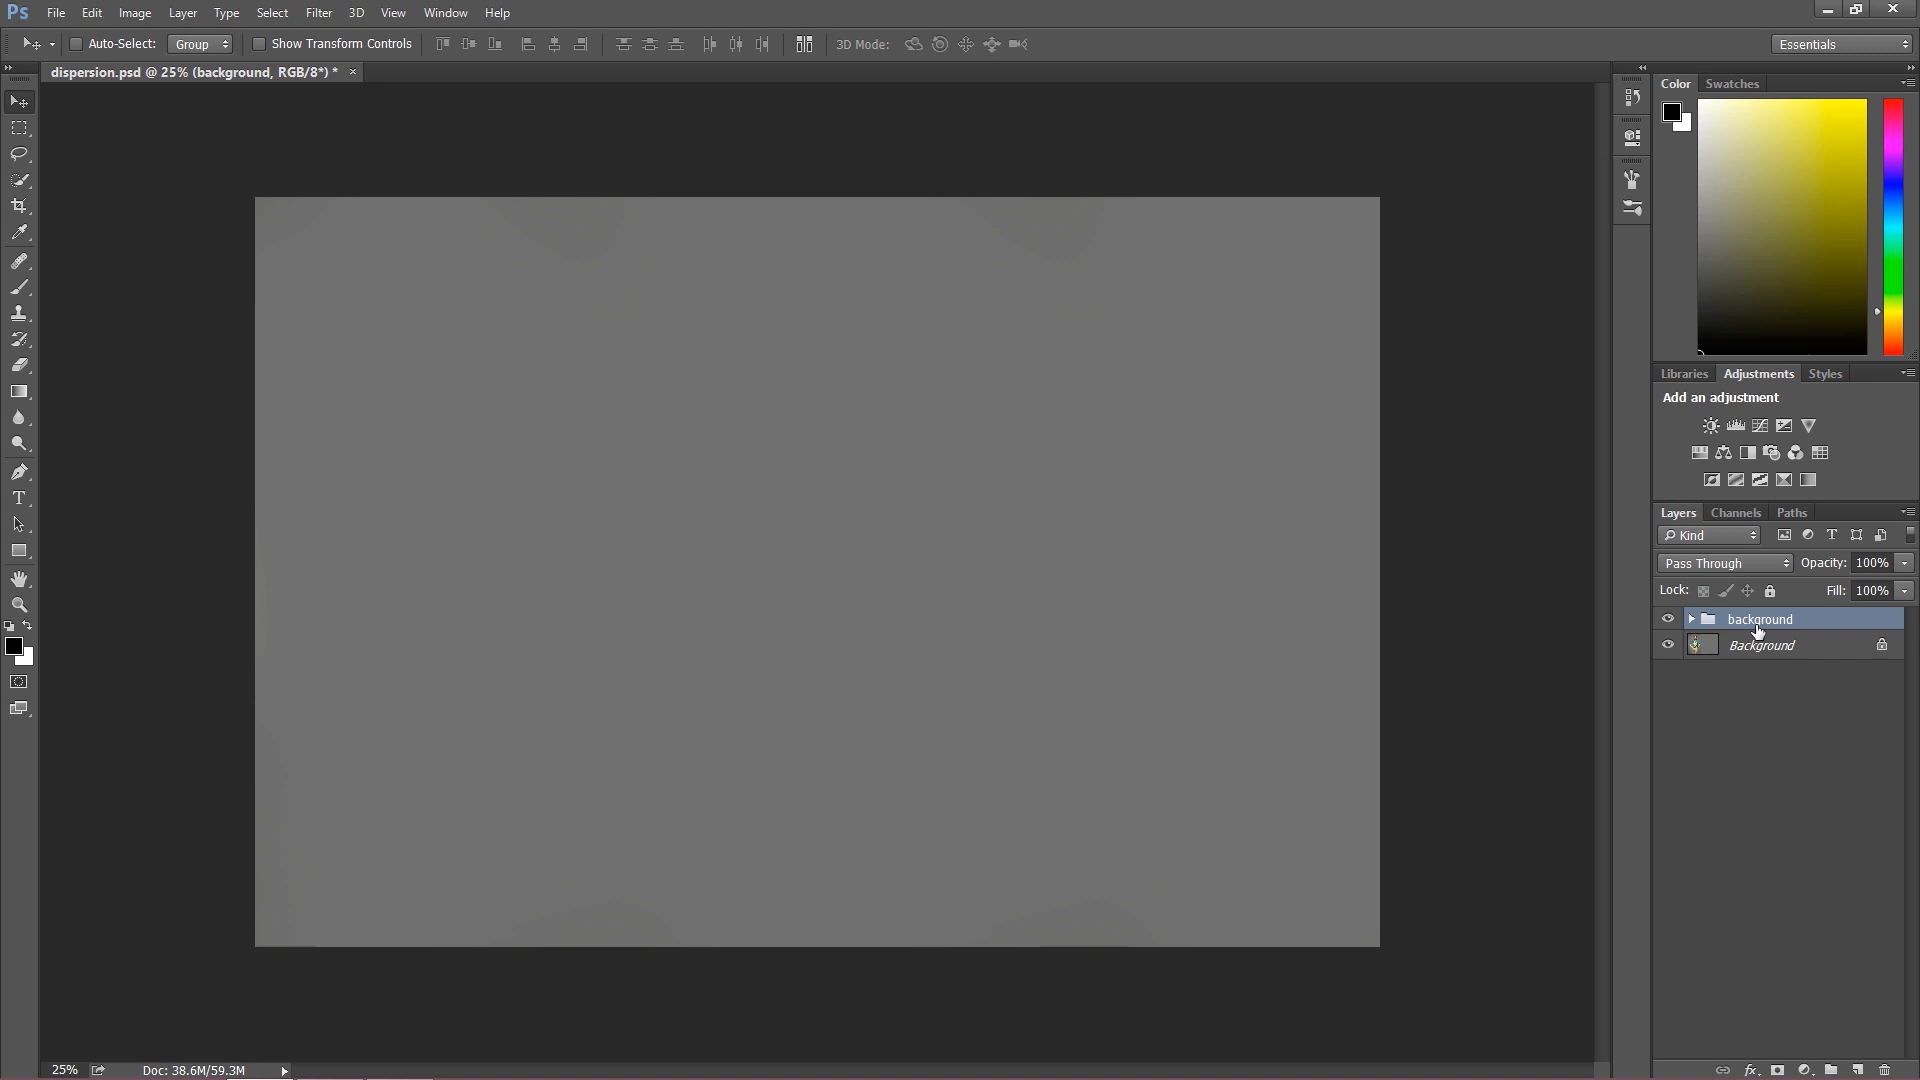 Ps File Edit Image Layer Type Select Filter 3D View Window Help
Auto-Select: Group Show Transform Controls 3D Mode: Essentials
dispersion.psd @ 25% (background, RGB/8*) * ×
Color Swatches
Libraries Adjustments Styles
Add an adjustment
Layers Channels Paths
Kind T
Pass Through Opacity: 100%
Lock: Fill: 100%
background
Background
T
25% Doc: 38.6M/59.3M
fx